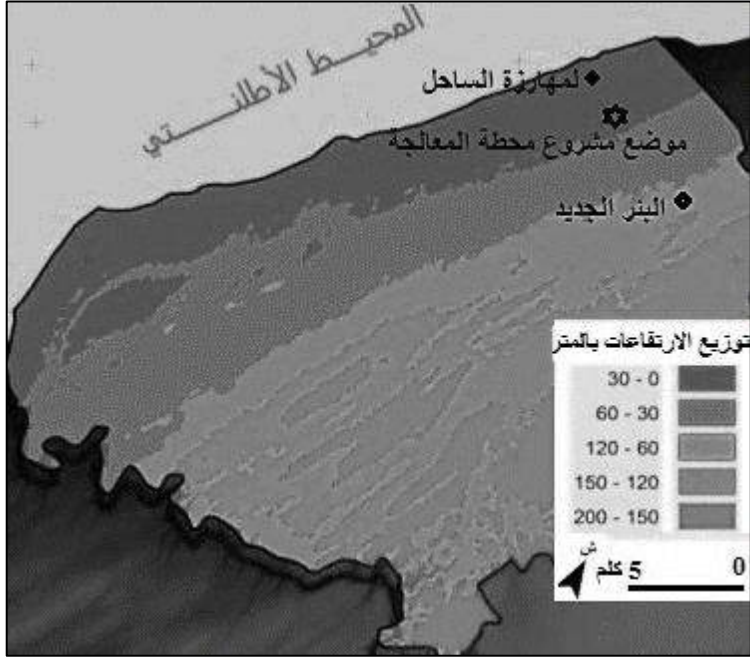 المحيط الأطلنتي
لمهارزة الساحل
موضع مشروع محطة المعالجة
البئر الجديد
توزيع الارتفاعات بالمتر
30 - 0
60 - 30
120 - 60
150 - 120
200 - 150
ش
5 كلم 0